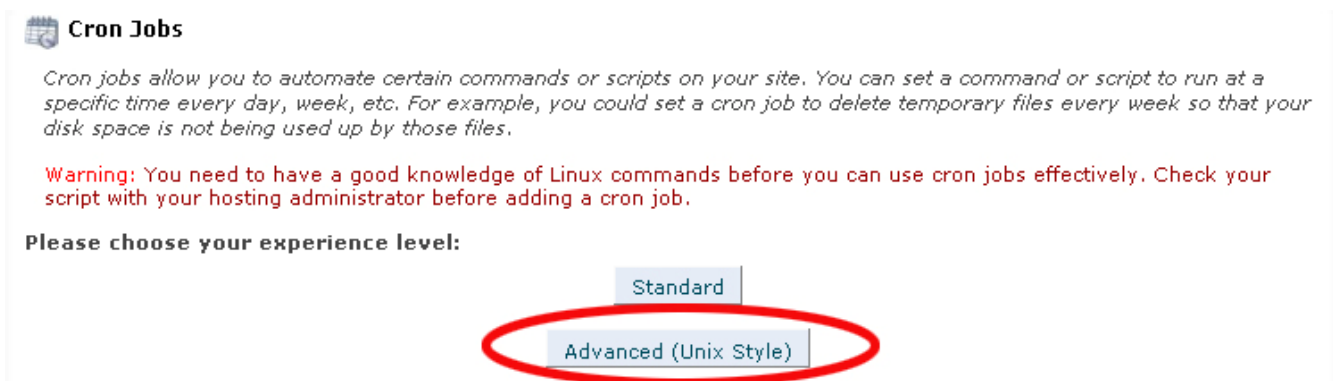 Cron Jobs
Cron jobs allow you to automate certain commands or scripts on your site. You can set a command or script to run at a
specific time every day, week, etc. For example, you could set a cron job to delete temporary files every week so that your
disk space is not being used up by those files.
Warning: You need to have a good knowledge of Linux commands before you can use cron jobs effectively. Check your
script with your hosting administrator before adding a cron job.
Please choose your experience level:
Standard
Advanced (Unix Style)